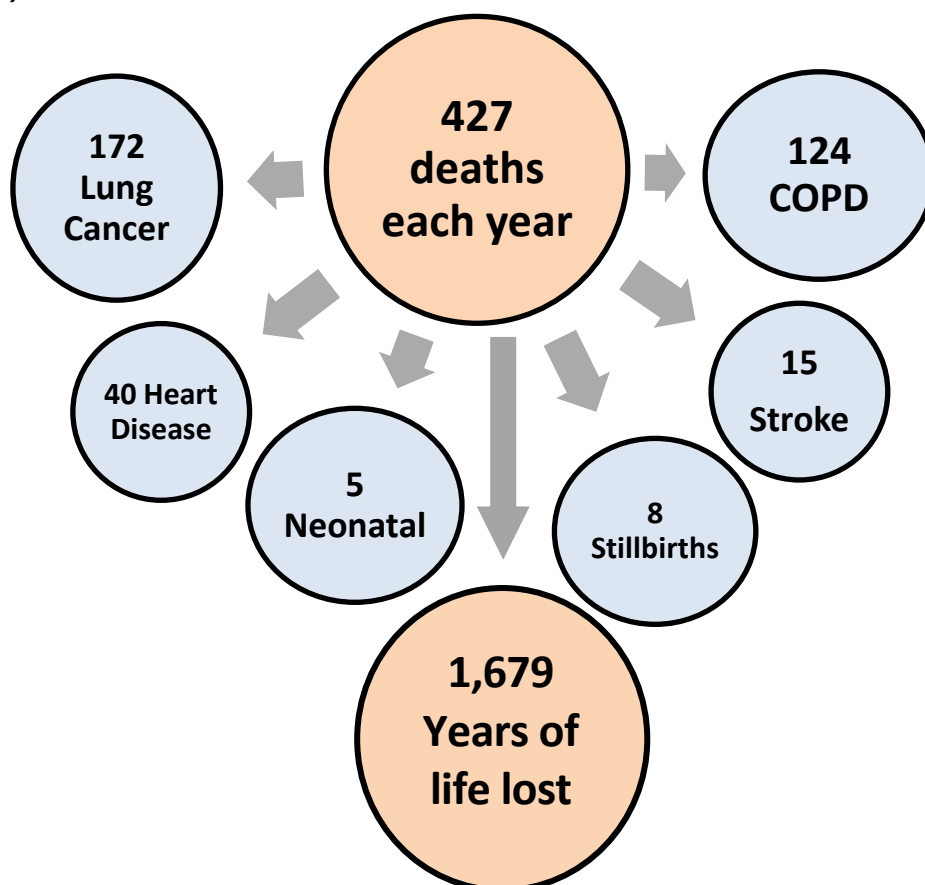 427
deaths
each year
172
Lung
Cancer
124
COPD
40 Heart
Disease
15
Stroke
5
Neonatal
8
Stillbirths
1,679
Years of
life lost